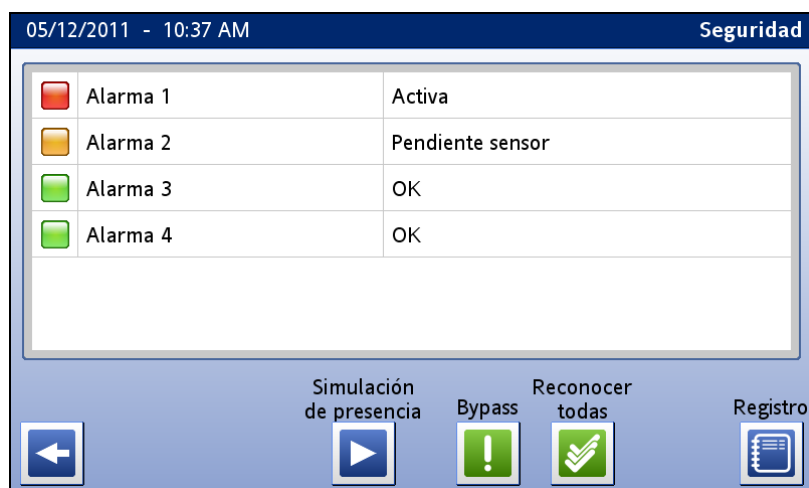 05/12/2011 - 10:37 AM
Seguridad
Alarma 1 Activa
Alarma 2 Pendiente sensor
Alarma 3 OK
Alarma 4 OK
Simulación
de presencia
Bypass
Reconocer
todas
Registro